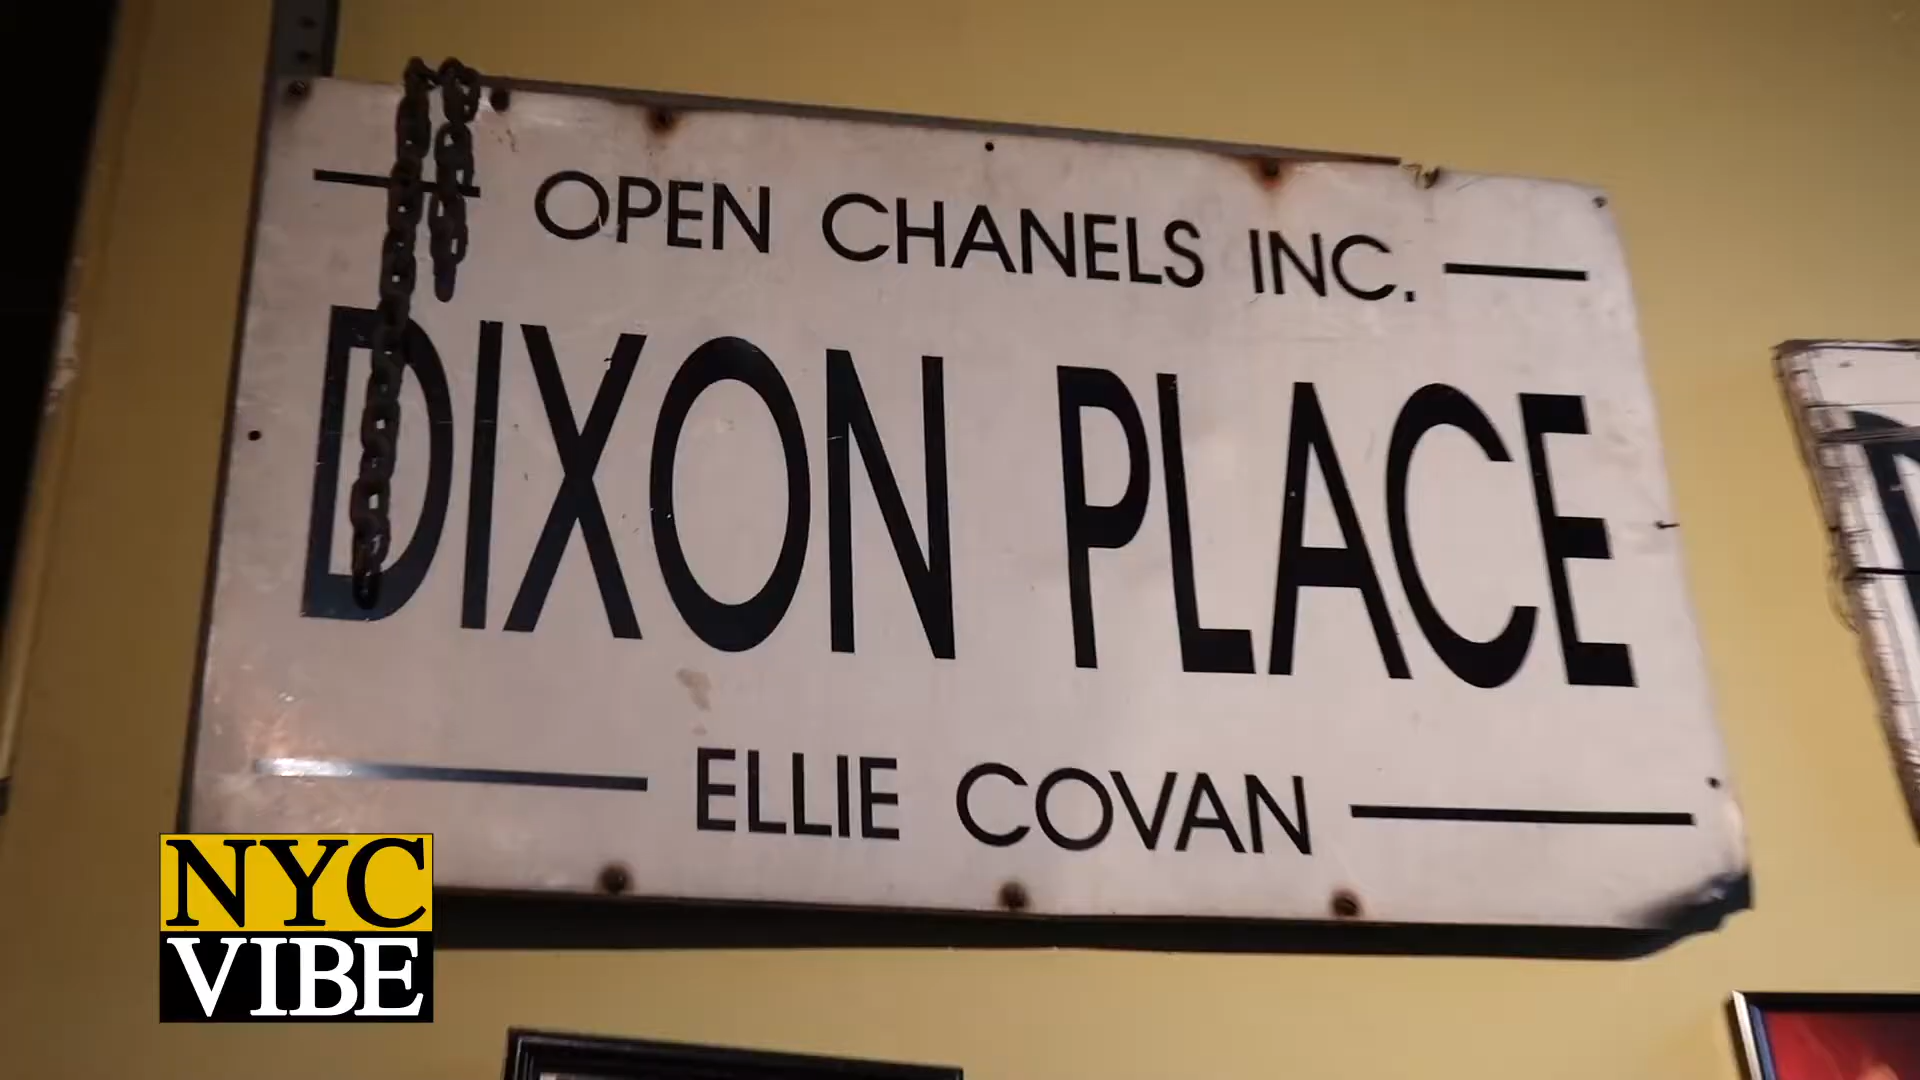 OPEN CHANELS INC.
DIXON PLACE
ELLIE COVAN
NYC
VIBE